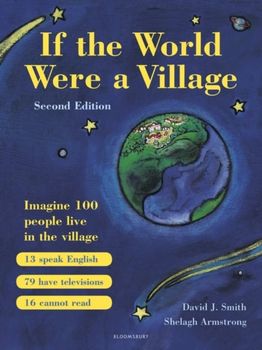 If the World
Were a Village
Second Edition
Imagine 100
people live
in the village
13 speak English
79 have televisions
16 cannot read
David J. Smith
Shelagh Armstrong
BLOOMSBURY